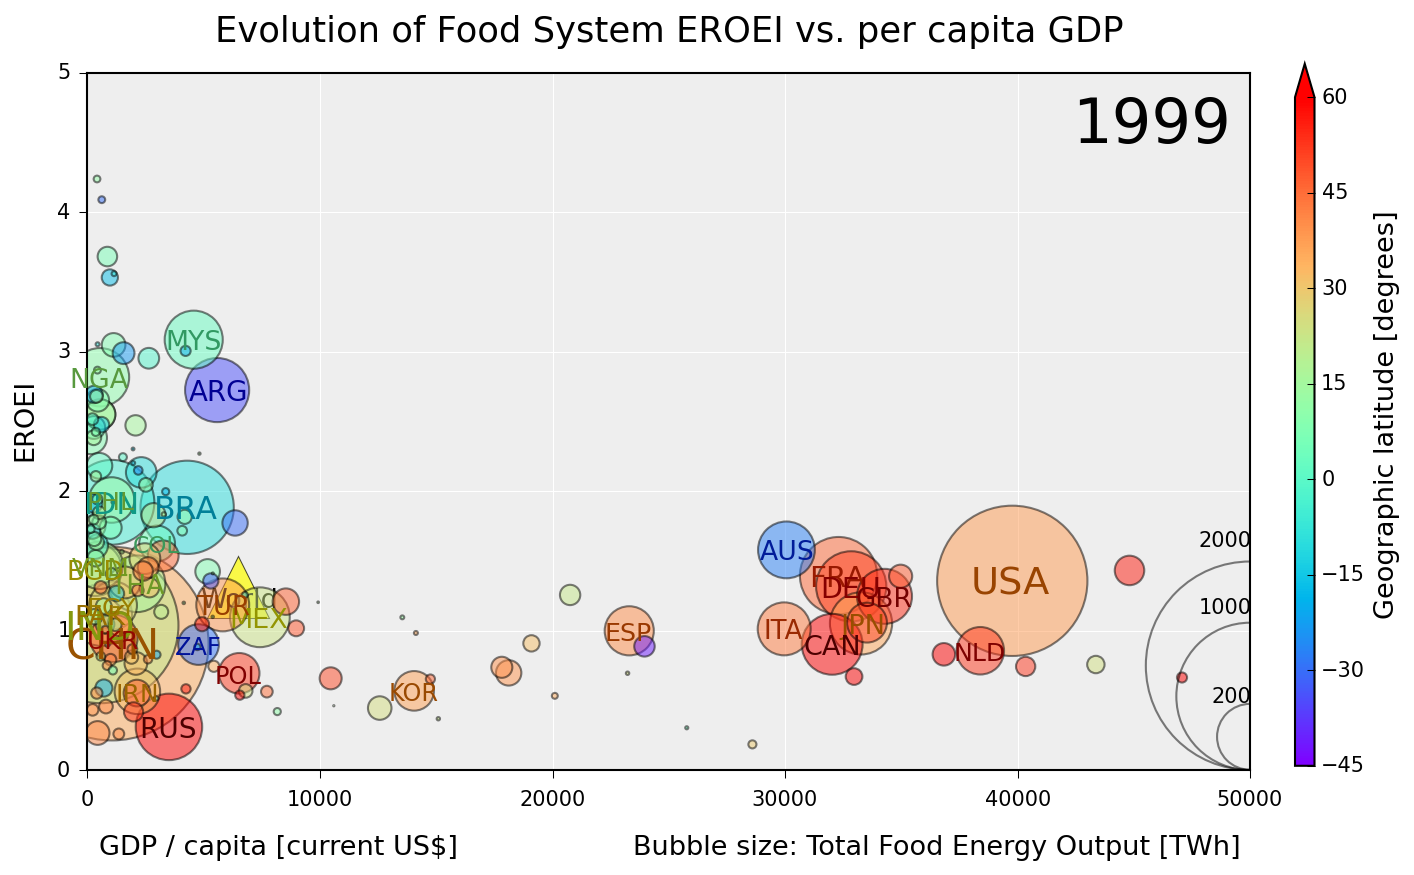 Evolution of Food System EROEI vs. per capita GDP
1999
5
4
3
2
1
0
EROEI
0
10000
20000
30000
40000
50000
GDP / capita [current US$]
Bubble size: Total Food Energy Output [TWh]
60
45
30
15
0
−15
−30
−45
Geographic latitude [degrees]
2000
1000
200
MYS
NGA
ARG
IDN
BRA
AUS
USA
FRA
DEU
GBR
TUR
MEX
ITA
CAN
JPN
ESP
NLD
ZAF
UKR
CHN
POL
IRN
KOR
RUS